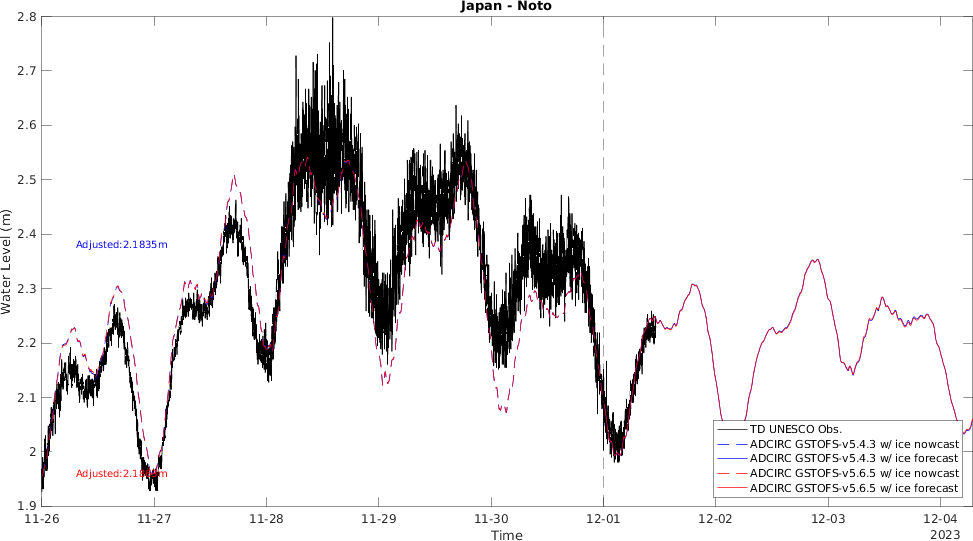 Japan - Noto
2.8
2.7
2.6
2.5
2.4
2.3
2.2
2.1
2
1.9
Water Level (m)
Adjusted:2.1835m
TD UNESCO Obs.
ADCIRC GSTOFS-v5.4.3 w/ ice nowcast
ADCIRC GSTOFS-v5.4.3 w/ ice forecast
ADCIRC GSTOFS-v5.6.5 w/ ice nowcast
ADCIRC GSTOFS-v5.6.5 w/ ice forecast
11-26
11-27
11-28
11-29
11-30
12-01
12-02
12-03
12-04
Time
2023